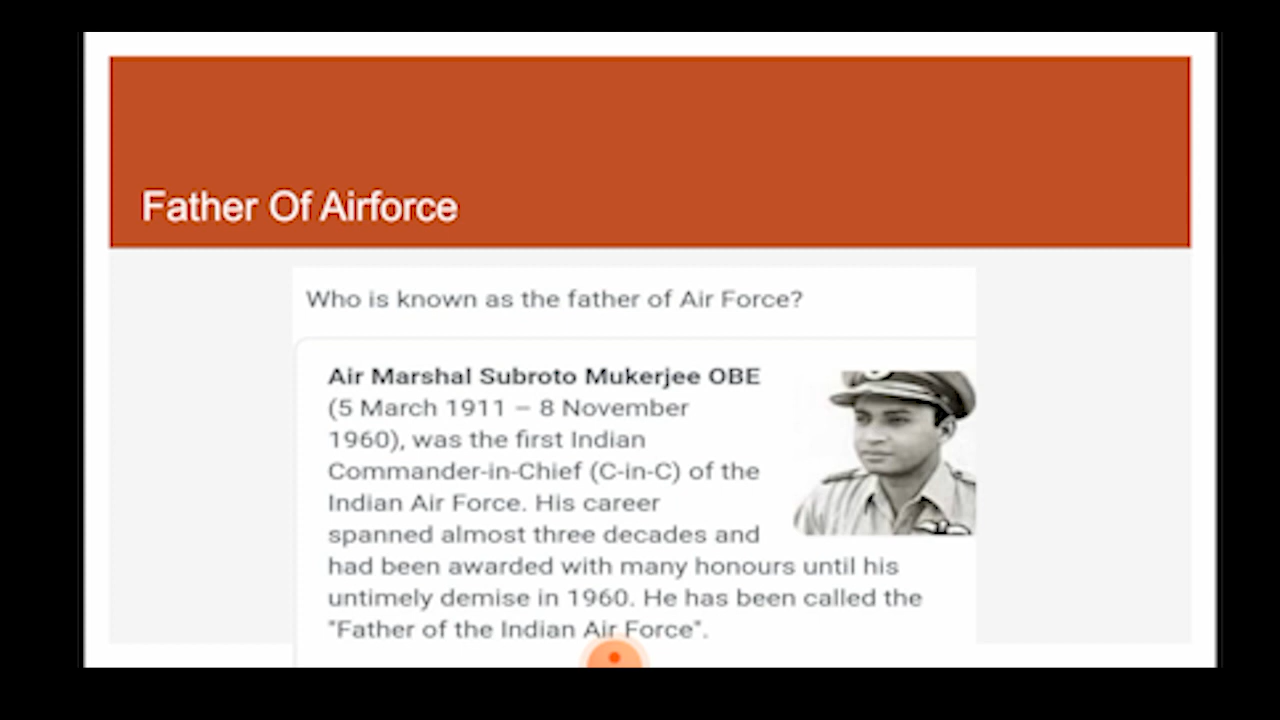 Father Of Airforce
Who is known as the father of Air Force?
Air Marshal Subroto Mukerjee OBE
(5 March 1911 – 8 November
1960), was the first Indian
Commander-in-Chief (C-in-C) of the
Indian Air Force. His career
spanned almost three decades and
had been awarded with many honours until his
untimely demise in 1960. He has been called the
"Father of the Indian Air Force".